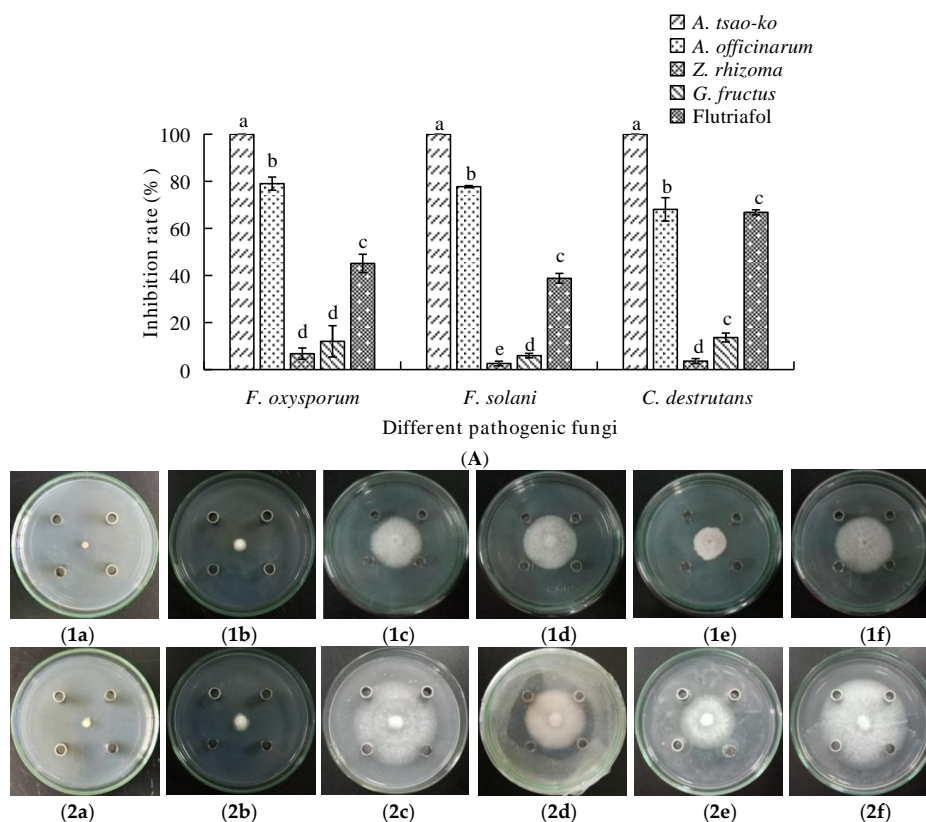 A. tsao-ko
A. officinarum
Z. rhizoma
G. fructus
Flutriafol
100
80
60
40
20
0
Inhibition rate (%)
a b d d c
a b e d c
a b d c c
F. oxysporum F. solani C. destrutans
Different pathogenic fungi
(A)
(1a) (1b) (1c) (1d) (1e) (1f)
(2a) (2b) (2c) (2d) (2e) (2f)